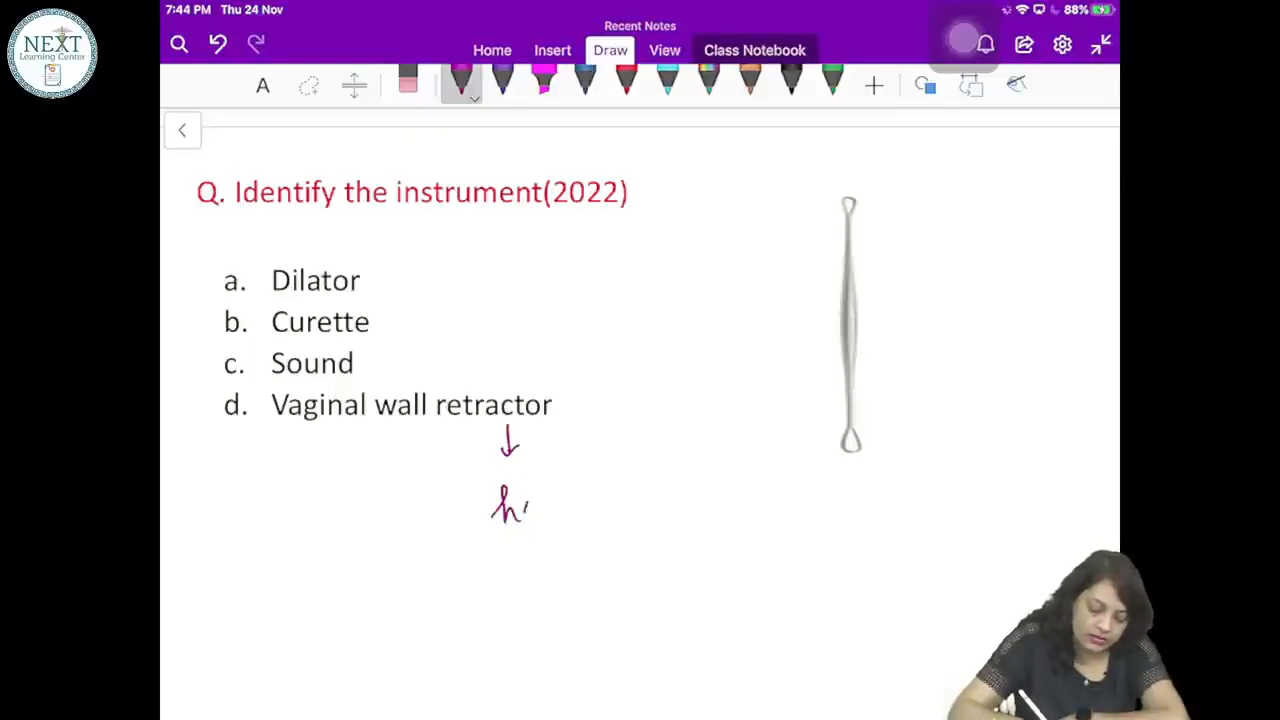 7:44 PM Thu 24 Nov
88%
Recent Notes
Home Insert Draw View Class Notebook
NEXT
Learning Center
A
Q. Identify the instrument(2022)
a. Dilator
b. Curette
c. Sound
d. Vaginal wall retractor